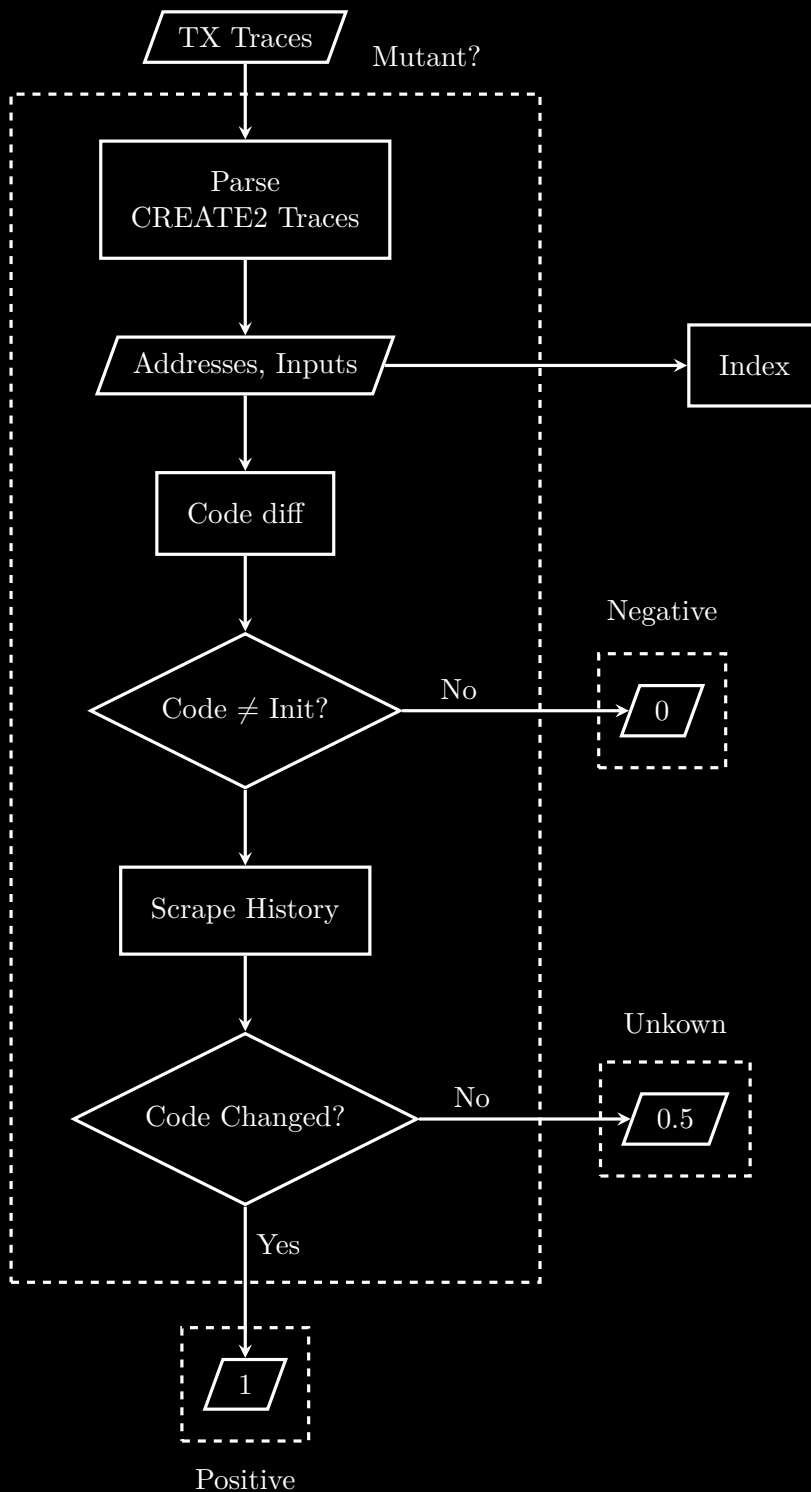 TX Traces
Mutant?
Parse
CREATE2 Traces
Addresses, Inputs
Index
Code diff
Negative
Code ≠ Init?
No
0
Scrape History
Unkown
Code Changed?
No
0.5
Yes
1
Positive